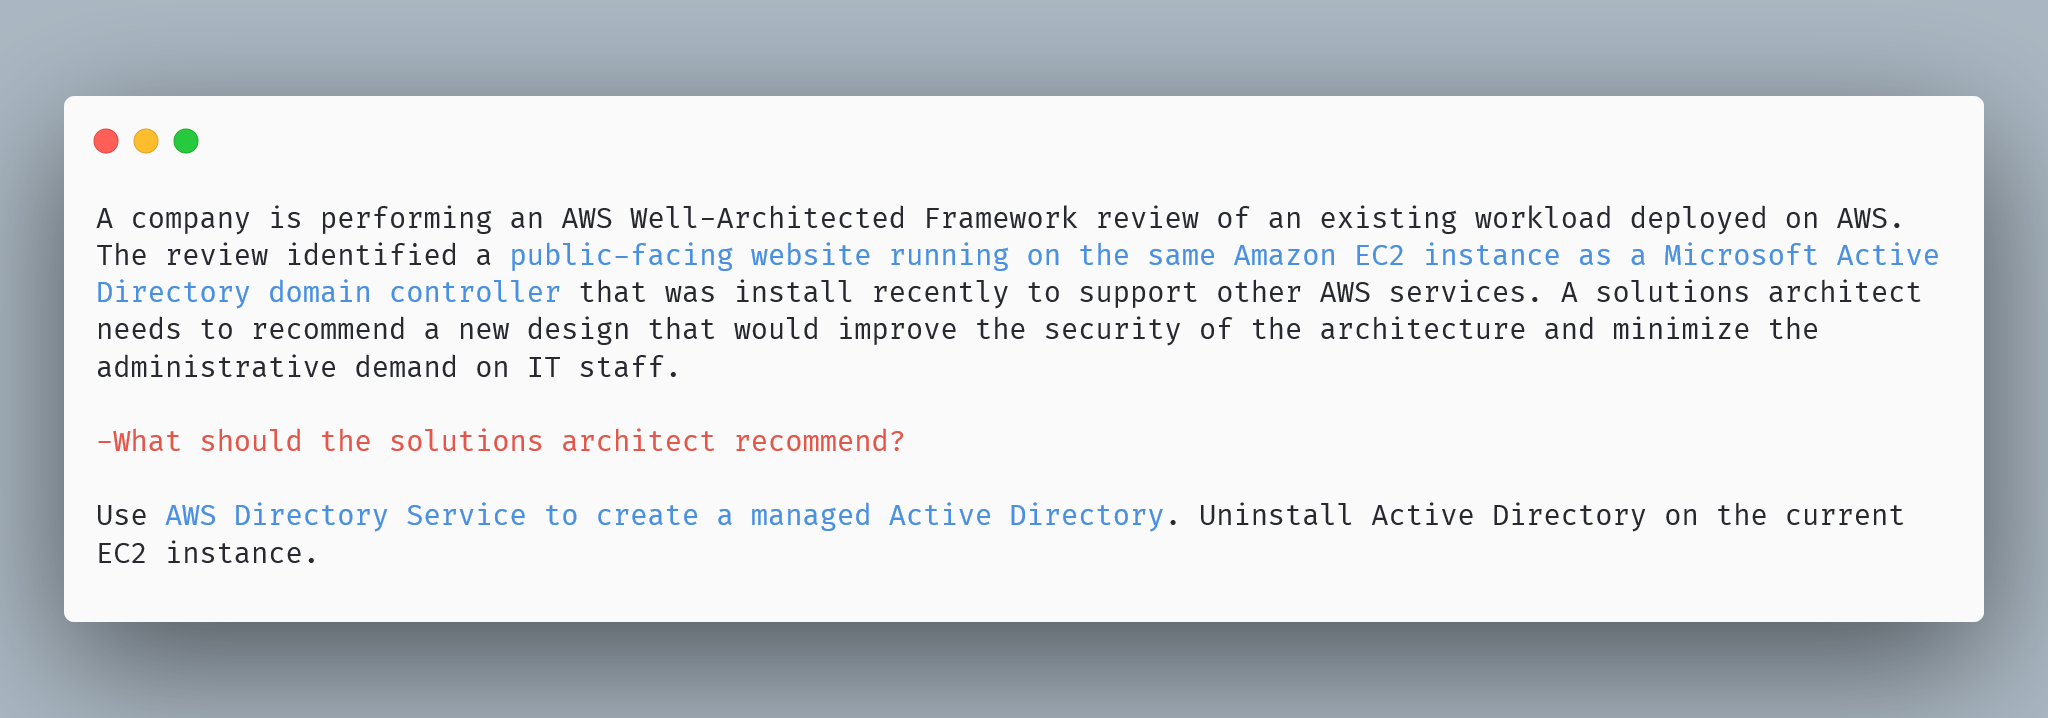 A company is performing an AWS Well-Architected Framework review of an existing workload deployed on AWS.
The review identified a public-facing website running on the same Amazon EC2 instance as a Microsoft Active
Directory domain controller that was install recently to support other AWS services. A solutions architect
needs to recommend a new design that would improve the security of the architecture and minimize the
administrative demand on IT staff.
-What should the solutions architect recommend?
Use AWS Directory Service to create a managed Active Directory. Uninstall Active Directory on the current
EC2 instance.